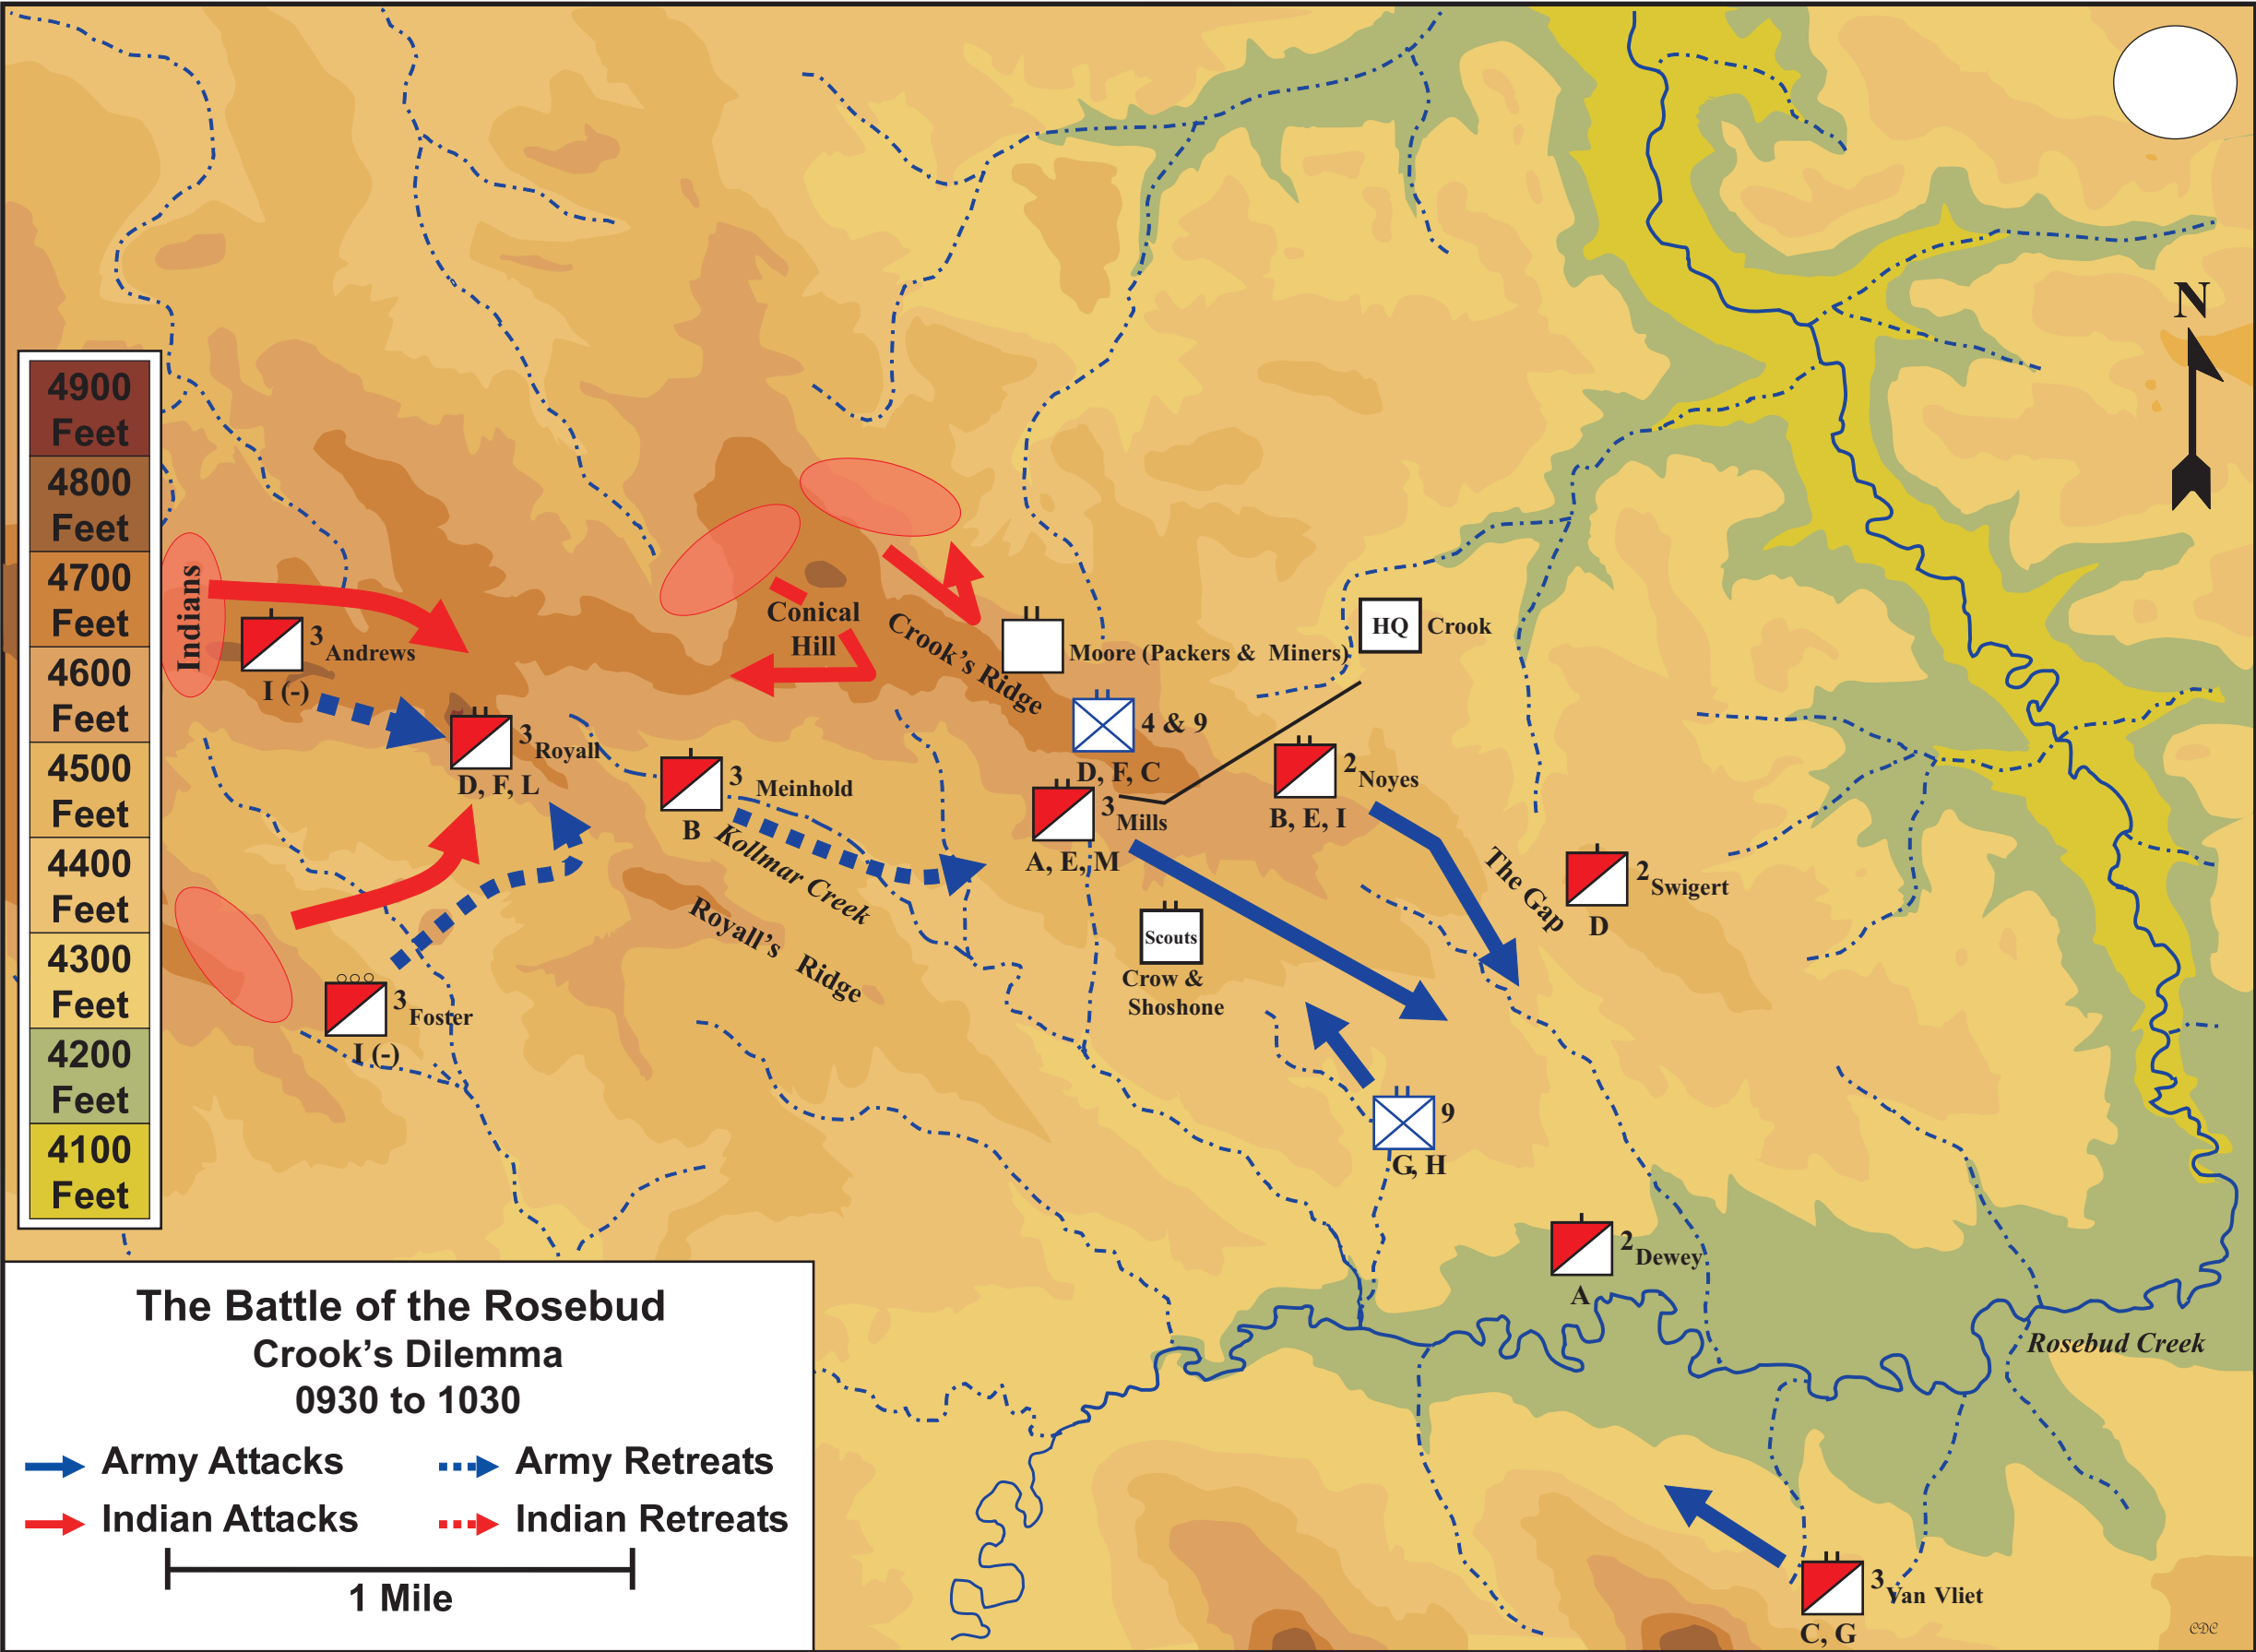 N
4900
Feet
4800
Feet
4700
Feet
4600
Feet
4500
Feet
4400
Feet
4300
Feet
4200
Feet
4100
Feet
Indians
3 Andrews
I (-)
Conical
Hill
Crook's Ridge
Moore (Packers & Miners)
HQ Crook
3 Royall
D, F, L
3 Meinhold
B
Kollmar Creek
Royall's Ridge
4 & 9
D, F, C
3 Mills
A, E, M
2 Noyes
B, E, I
The Gap
2 Swigert
D
Scouts
Crow &
Shoshone
3 Foster
I (-)
9
G, H
2 Dewey
A
Rosebud Creek
3 Van Vliet
C, G
The Battle of the Rosebud
Crook's Dilemma
0930 to 1030
Army Attacks
Army Retreats
Indian Attacks
Indian Retreats
1 Mile
CDC